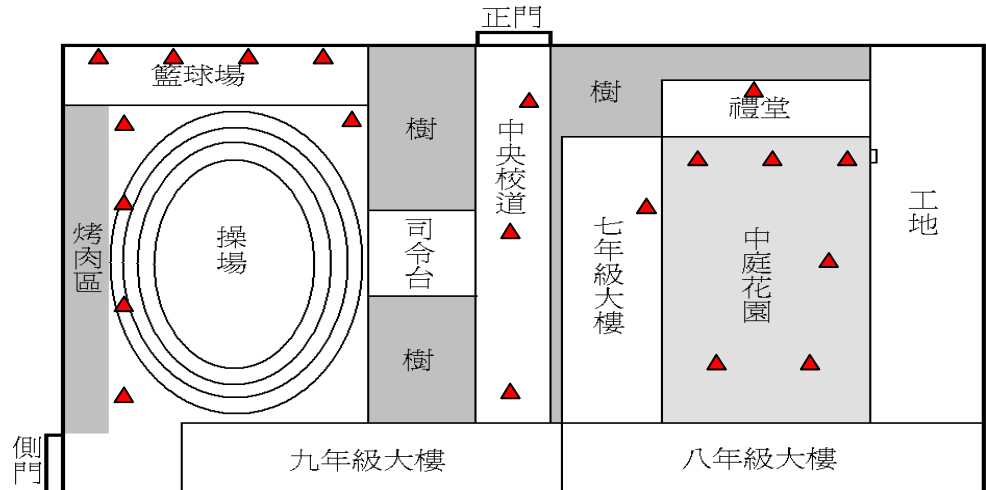 正門
籃球場
樹
樹
禮堂
中央校道
烤肉區
操場
司令台
七年級大樓
中庭花園
工地
樹
側門
九年級大樓
八年級大樓